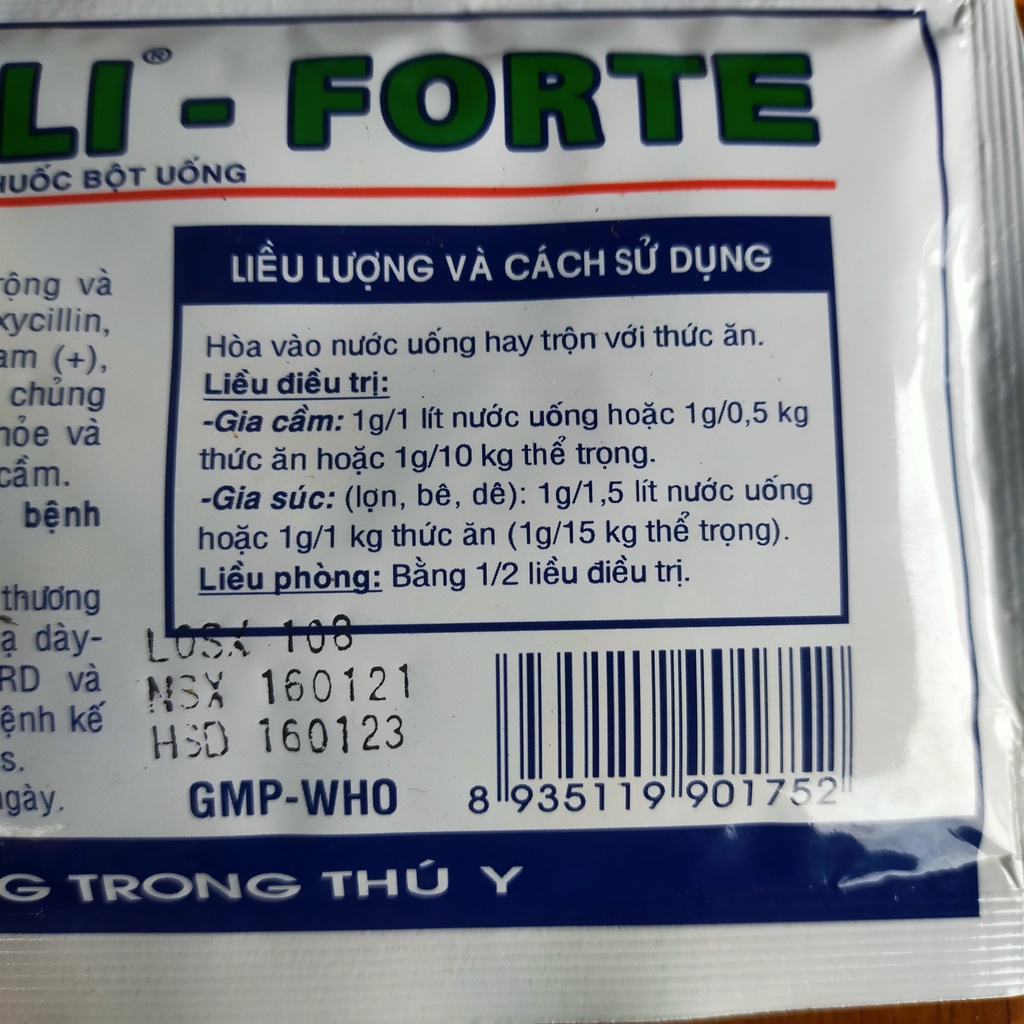 LI® - FORTE
HUỐC BỘT UỐNG
rộng và
xycillin,
am (+),
chủng
hỏe và
cầm.
bệnh
thương
ạ dày-
RD và
ệnh kế
s.
gày.
LIỀU LƯỢNG VÀ CÁCH SỬ DỤNG
Hòa vào nước uống hay trộn với thức ăn.
Liều điều trị:
-Gia cầm: 1g/1 lít nước uống hoặc 1g/0,5 kg
thức ăn hoặc 1g/10 kg thể trọng.
-Gia súc: (lợn, bê, dê): 1g/1,5 lít nước uống
hoặc 1g/1 kg thức ăn (1g/15 kg thể trọng).
Liều phòng: Bằng 1/2 liều điều trị.
LOSX 108
NSX 160121
HSD 160123
GMP-WHO
8 935119 901752
G TRONG THÚ Y